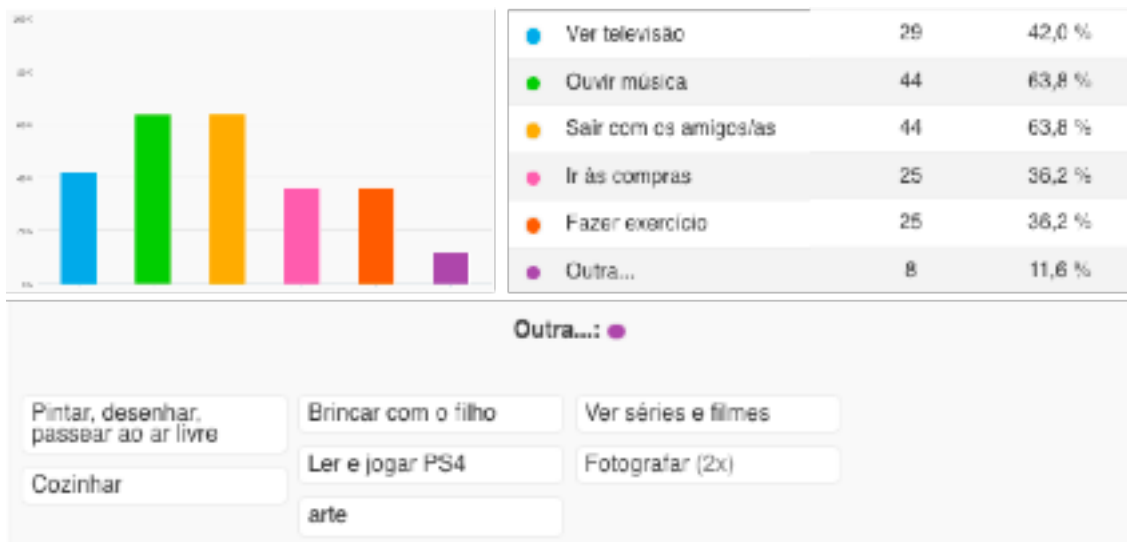 Ver televisão 29 42,0 %
Ouvir música 44 63,8 %
Sair com os amigos/as 44 63,8 %
Ir às compras 25 36,2 %
Fazer exercício 25 36,2 %
Outra... 8 11,6 %
Outra...:
Pintar, desenhar,
passear ao ar livre
Cozinhar
Brincar com o filho
Ler e jogar PS4
arte
Ver séries e filmes
Fotografar (2x)